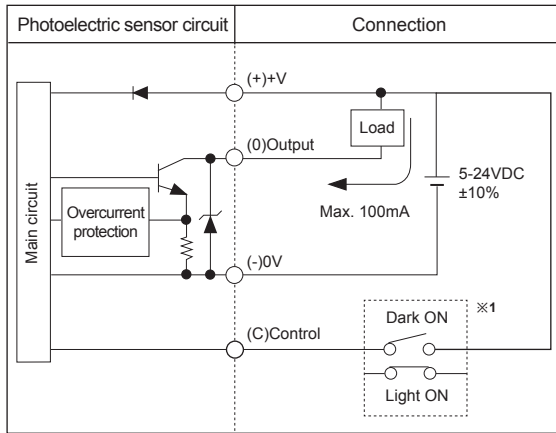 Photoelectric sensor circuit
Connection
(+)+V
(0)Output
Load
5-24VDC
±10%
Max. 100mA
Main circuit
Overcurrent
protection
(-)0V
※1
Dark ON
(C)Control
Light ON